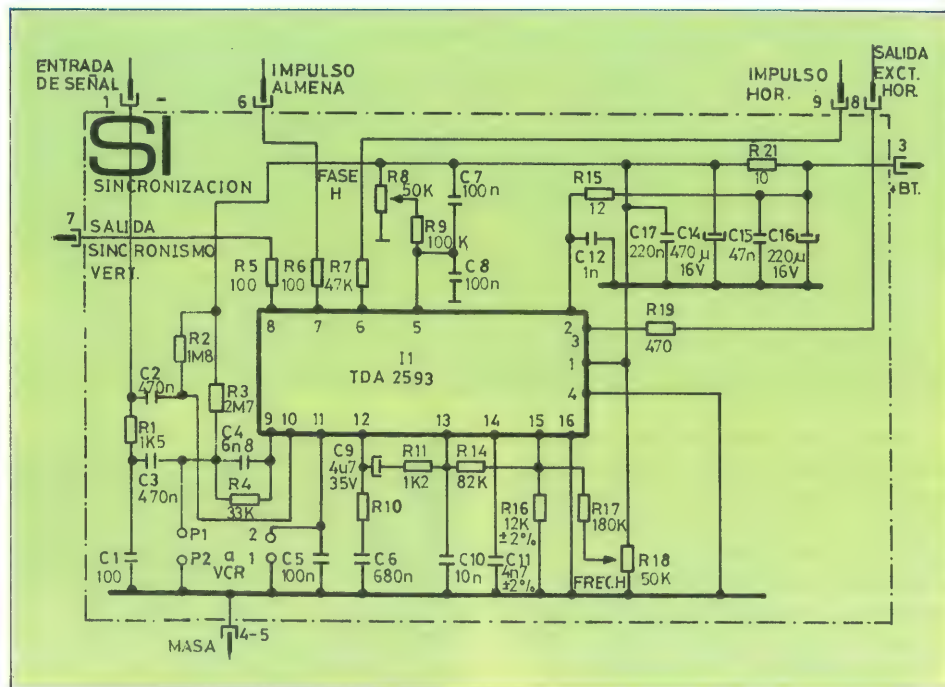 ENTRADA
DE SEÑAL
1
IMPULSO
ALMENA
6
IMPULSO
HOR.
9
8
SALIDA
EXCT.
HOR.
SI
SINCRONIZACION
7
SALIDA
SINCRONISMO
VERT.
FASE
H
R8
50K
C7
100n
R9
100K
C8
100n
R15
12
R21
10
3
+BT.
C17
220n
C14
470µ
16V
C15
47n
C16
220µ
16V
C12
1n
R5
100
R6
100
R7
47K
R19
470
8
7
6
5
2
3
1
4
I1
TDA 2593
R2
1M8
R3
2M7
C2
470n
R1
1K5
C3
470n
C4
6n8
R4
33K
9
10
11
12
13
14
15
16
C9
4u7
35V
R11
1K2
R14
82K
R10
R16
12K
±2%
R17
180K
R18
50K
FREC.H
P1
P2
a
VCR
2
1
C1
100
C5
100n
C6
680n
C10
10n
C11
4n7
±2%
MASA
4-5